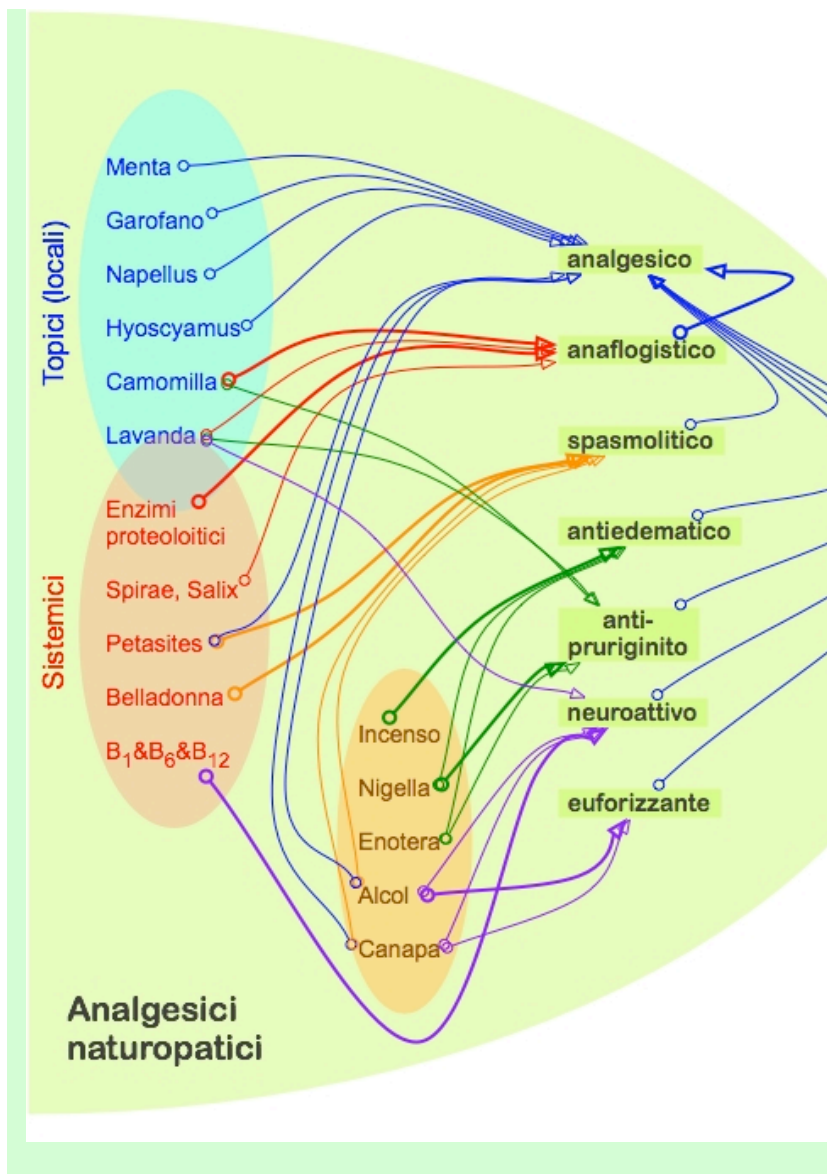 Topici (locali)
Menta
Garofano
Napellus
Hyoscyamus
Camomilla
Lavanda
Sistemici
Enzimi
proteoloitici
Spirae, Salix
Petasites
Belladonna
B₁&B₆&B₁₂
Incenso
Nigella
Enotera
Alcol
Canapa
analgesico
anaflogistico
spasmolitico
antiedematico
anti-
pruriginito
neuroattivo
euforizzante
Analgesici
naturopatici